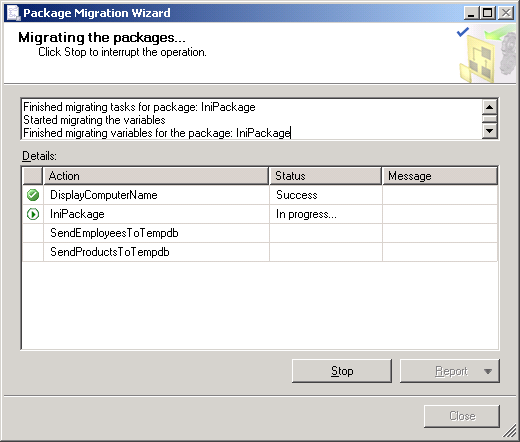 Package Migration Wizard
Migrating the packages...
Click Stop to interrupt the operation.
Finished migrating tasks for package: IniPackage
Started migrating the variables
Finished migrating variables for the package: IniPackage
Details:
Action Status Message
DisplayComputerName Success
IniPackage In progress...
SendEmployeesToTempdb
SendProductsToTempdb
Stop Report
Close